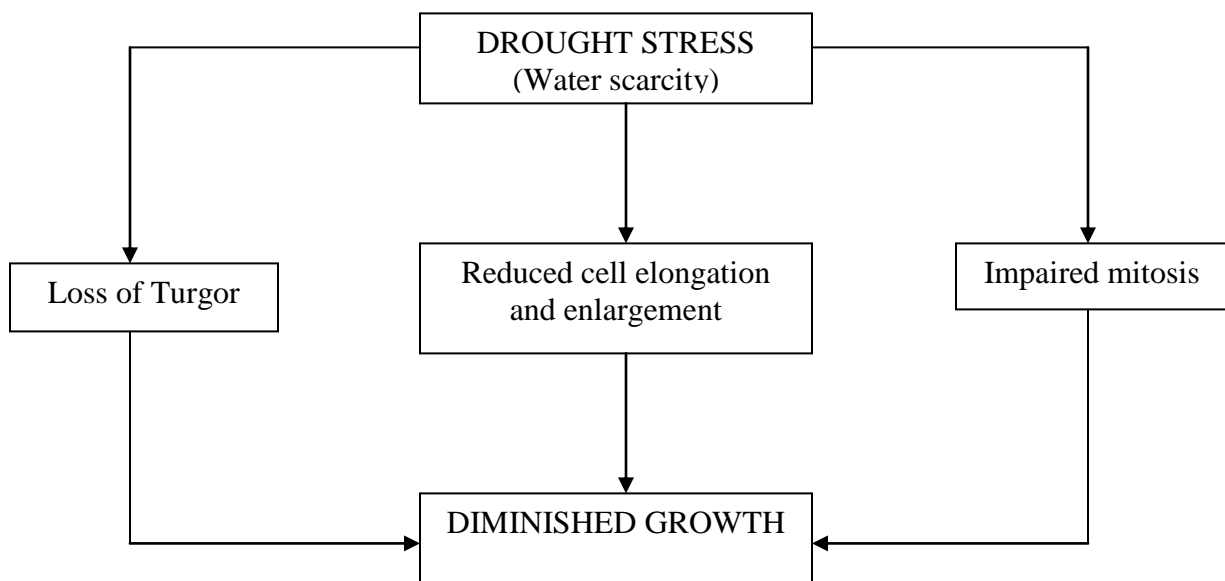 DROUGHT STRESS
(Water scarcity)
Loss of Turgor
Reduced cell elongation
and enlargement
Impaired mitosis
DIMINISHED GROWTH